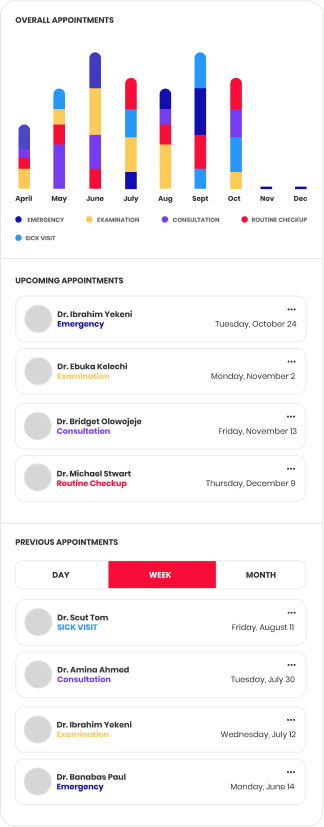 OVERALL APPOINTMENTS
April May June July Aug Sept Oct Nov Dec
EMERGENCY EXAMINATION CONSULTATION ROUTINE CHECKUP
SICK VISIT
UPCOMING APPOINTMENTS
Dr. Ibrahim Yekeni
Emergency Tuesday, October 24
Dr. Ebuka Kelechi
Examination Monday, November 2
Dr. Bridget Olowojeje
Consultation Friday, November 13
Dr. Michael Stwart
Routine Checkup Thursday, December 9
PREVIOUS APPOINTMENTS
DAY WEEK MONTH
Dr. Scut Tom
SICK VISIT Friday, August 11
Dr. Amina Ahmed
Consultation Tuesday, July 30
Dr. Ibrahim Yekeni
Examination Wednesday, July 12
Dr. Banabas Paul
Emergency Monday, June 14